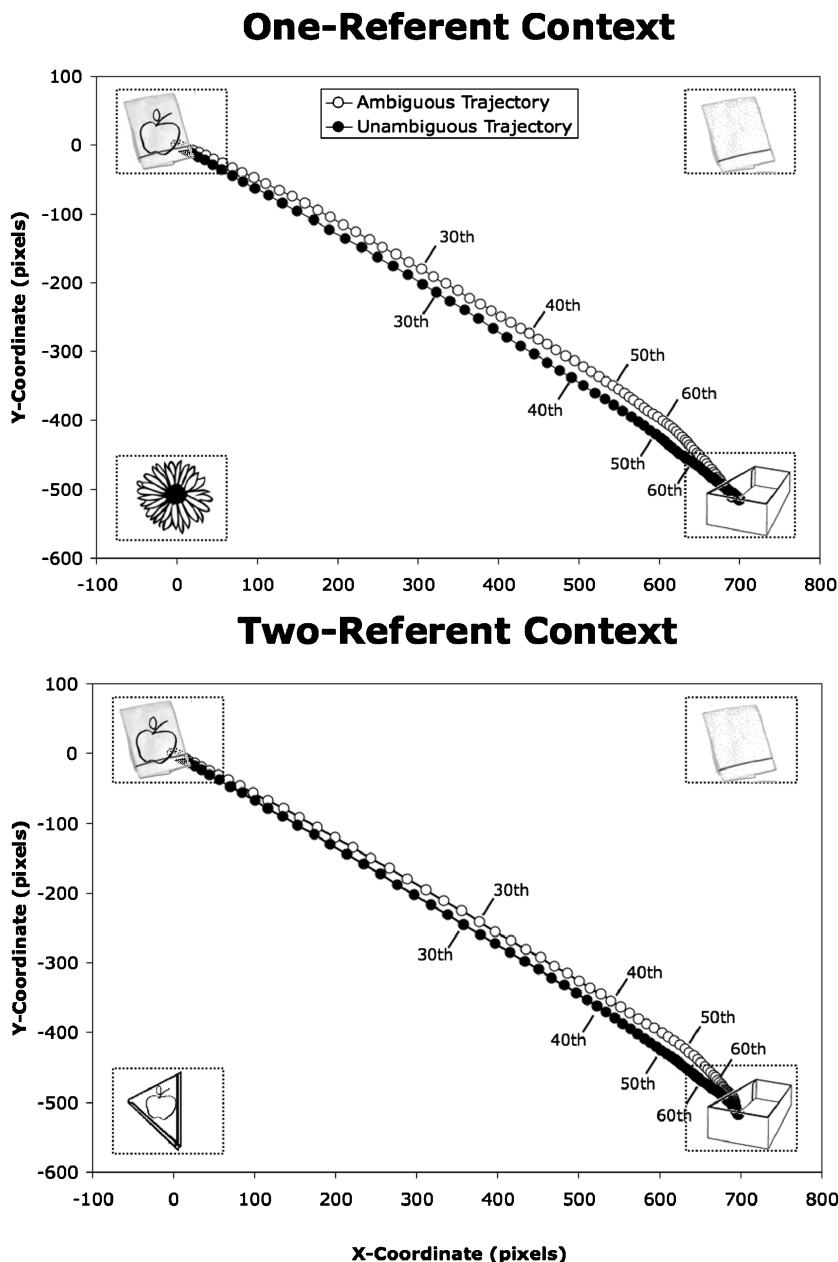 One-Referent Context
Y-Coordinate (pixels)
100
0
-100
-200
-300
-400
-500
-600
Ambiguous Trajectory
Unambiguous Trajectory
30th
30th
40th
40th
50th
50th
60th
60th
-100 0 100 200 300 400 500 600 700 800
Two-Referent Context
Y-Coordinate (pixels)
100
0
-100
-200
-300
-400
-500
-600
30th
30th
40th
40th
50th
50th
60th
60th
-100 0 100 200 300 400 500 600 700 800
X-Coordinate (pixels)